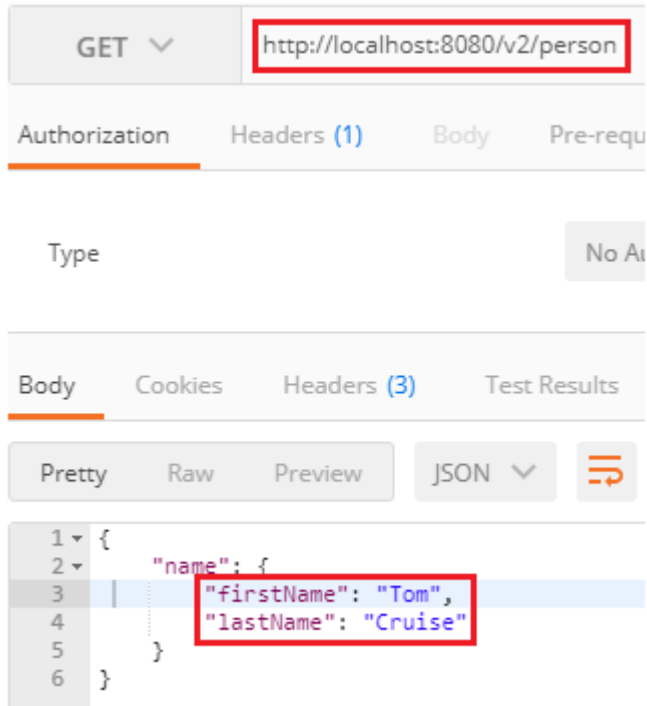 GET http://localhost:8080/v2/person
Authorization Headers (1) Body Pre-requ
Type No Au
Body Cookies Headers (3) Test Results
Pretty Raw Preview JSON
1 {
2 "name": {
3 "firstName": "Tom",
4 "lastName": "Cruise"
5 }
6 }